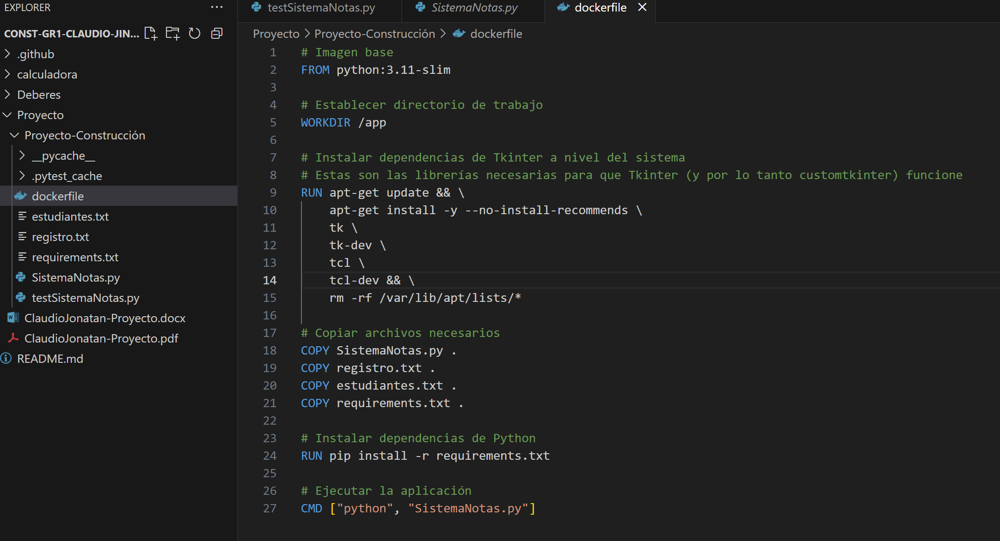 EXPLORER
CONST-GR1-CLAUDIO-JIN...
.github
calculadora
Deberes
Proyecto
Proyecto-Construcción
__pycache__
.pytest_cache
dockerfile
estudiantes.txt
registro.txt
requirements.txt
SistemaNotas.py
testSistemaNotas.py
ClaudioJonatan-Proyecto.docx
ClaudioJonatan-Proyecto.pdf
README.md
testSistemaNotas.py SistemaNotas.py dockerfile
Proyecto > Proyecto-Construcción > dockerfile
1 # Imagen base
2 FROM python:3.11-slim
3
4 # Establecer directorio de trabajo
5 WORKDIR /app
6
7 # Instalar dependencias de Tkinter a nivel del sistema
8 # Estas son las librerías necesarias para que Tkinter (y por lo tanto customtkinter) funcione
9 RUN apt-get update && \
10 apt-get install -y --no-install-recommends \
11 tk \
12 tk-dev \
13 tcl \
14 tcl-dev && \
15 rm -rf /var/lib/apt/lists/*
16
17 # Copiar archivos necesarios
18 COPY SistemaNotas.py .
19 COPY registro.txt .
20 COPY estudiantes.txt .
21 COPY requirements.txt .
22
23 # Instalar dependencias de Python
24 RUN pip install -r requirements.txt
25
26 # Ejecutar la aplicación
27 CMD ["python", "SistemaNotas.py"]